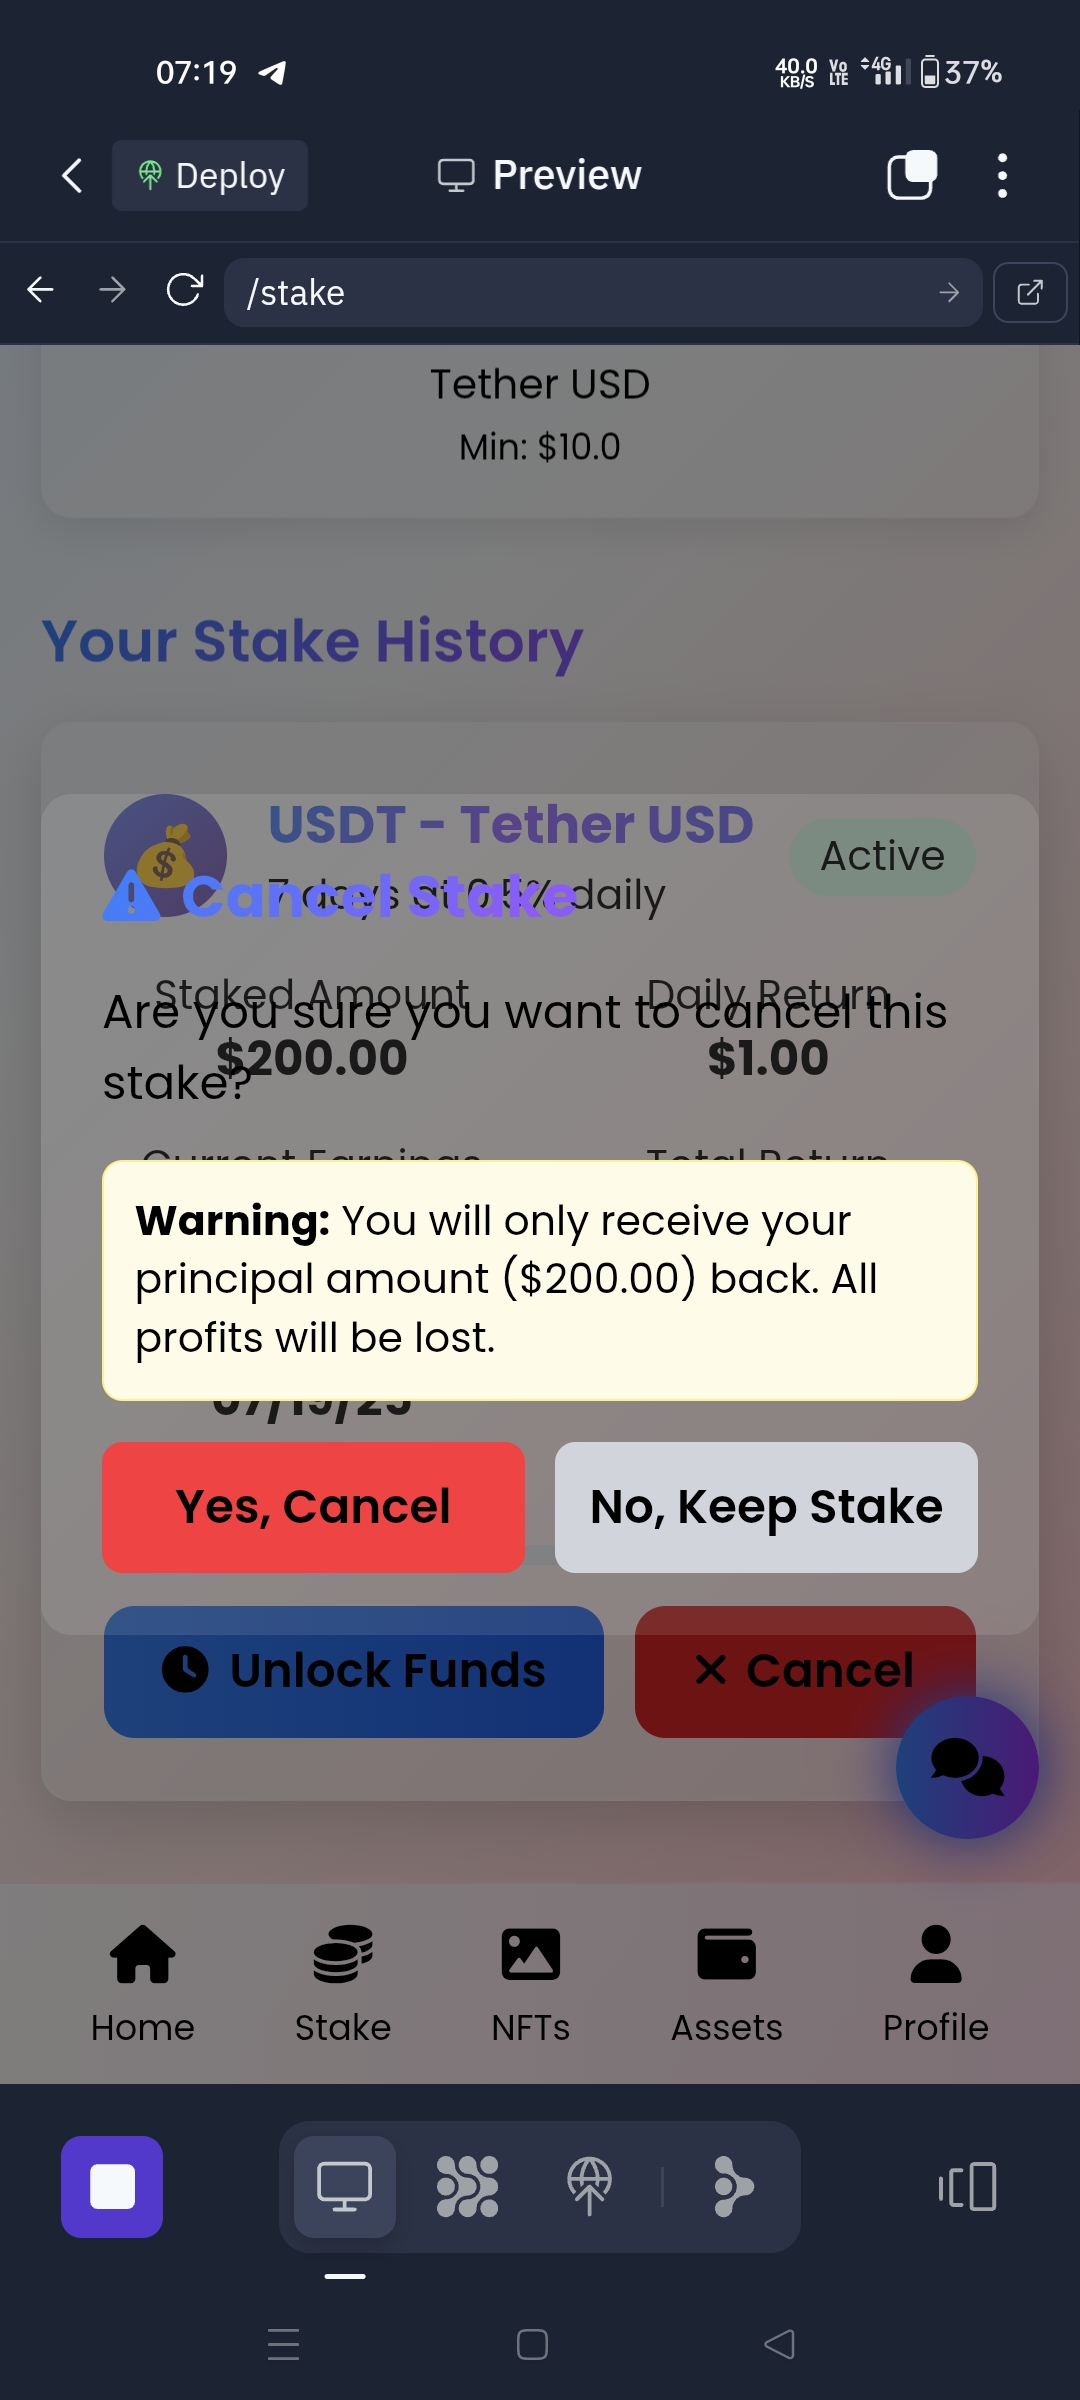 07:19
40.0 KB/S Vo LTE 4G 37%
Deploy
Preview
/stake
Tether USD
Min: $10.0
Your Stake History
USDT - Tether USD
Active
7 days at 0.5% daily
Cancel Stake
Staked Amount
Daily Return
Are you sure you want to cancel this
$200.00
$1.00
stake?
Current Earnings
Total Return
Warning: You will only receive your
principal amount ($200.00) back. All
profits will be lost.
Yes, Cancel
No, Keep Stake
Unlock Funds
Cancel
Home
Stake
NFTs
Assets
Profile